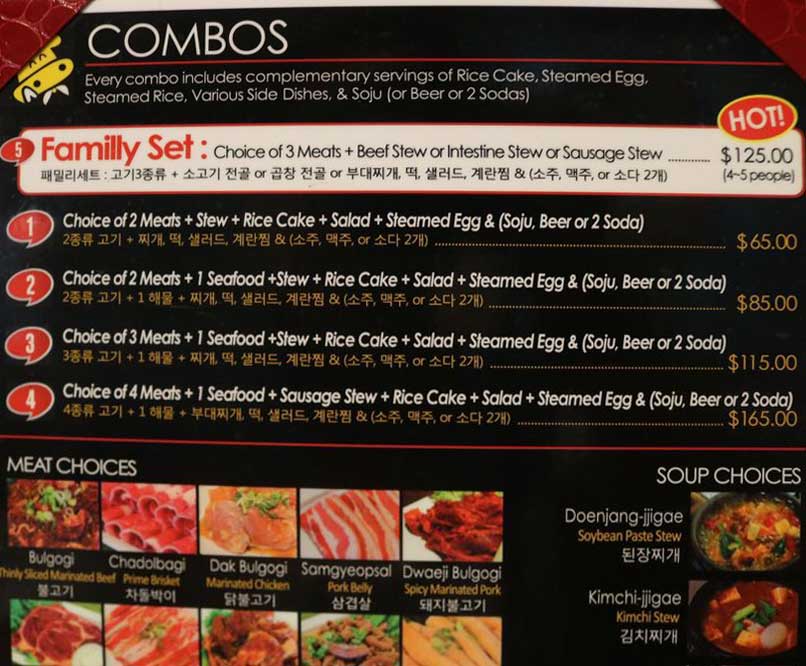 COMBOS
Every combo includes complementary servings of Rice Cake, Steamed Egg,
Steamed Rice, Various Side Dishes, & Soju (or Beer or 2 Sodas)
HOT!
5 Familly Set : Choice of 3 Meats + Beef Stew or Intestine Stew or Sausage Stew ........... $125.00
패밀리세트 : 고기3종류 + 소고기 전골 or 곱창 전골 or 부대찌개, 떡, 샐러드, 계란찜 & (소주, 맥주, or 소다 2개) (4~5 people)
1 Choice of 2 Meats + Stew + Rice Cake + Salad + Steamed Egg & (Soju, Beer or 2 Soda)
2종류 고기 + 찌개, 떡, 샐러드, 계란찜 & (소주, 맥주, or 소다 2개) ........... $65.00
2 Choice of 2 Meats + 1 Seafood +Stew + Rice Cake + Salad + Steamed Egg & (Soju, Beer or 2 Soda)
2종류 고기 + 1 해물 + 찌개, 떡, 샐러드, 계란찜 & (소주, 맥주, or 소다 2개) ........... $85.00
3 Choice of 3 Meats + 1 Seafood +Stew + Rice Cake + Salad + Steamed Egg & (Soju, Beer or 2 Soda)
3종류 고기 + 1 해물 + 찌개, 떡, 샐러드, 계란찜 & (소주, 맥주, or 소다 2개) ........... $115.00
4 Choice of 4 Meats + 1 Seafood + Sausage Stew + Rice Cake + Salad + Steamed Egg & (Soju, Beer or 2 Soda)
4종류 고기 + 1 해물 + 부대찌개, 떡, 샐러드, 계란찜 & (소주, 맥주, or 소다 2개) ........... $165.00
MEAT CHOICES
Bulgogi
Thinly Sliced Marinated Beef
불고기
Chadolbagi
Prime Brisket
차돌박이
Dak Bulgogi
Marinated Chicken
닭불고기
Samgyeopsal
Pork Belly
삼겹살
Dwaeji Bulgogi
Spicy Marinated Pork
돼지불고기
SOUP CHOICES
Doenjang-jjigae
Soybean Paste Stew
된장찌개
Kimchi-jjigae
Kimchi Stew
김치찌개